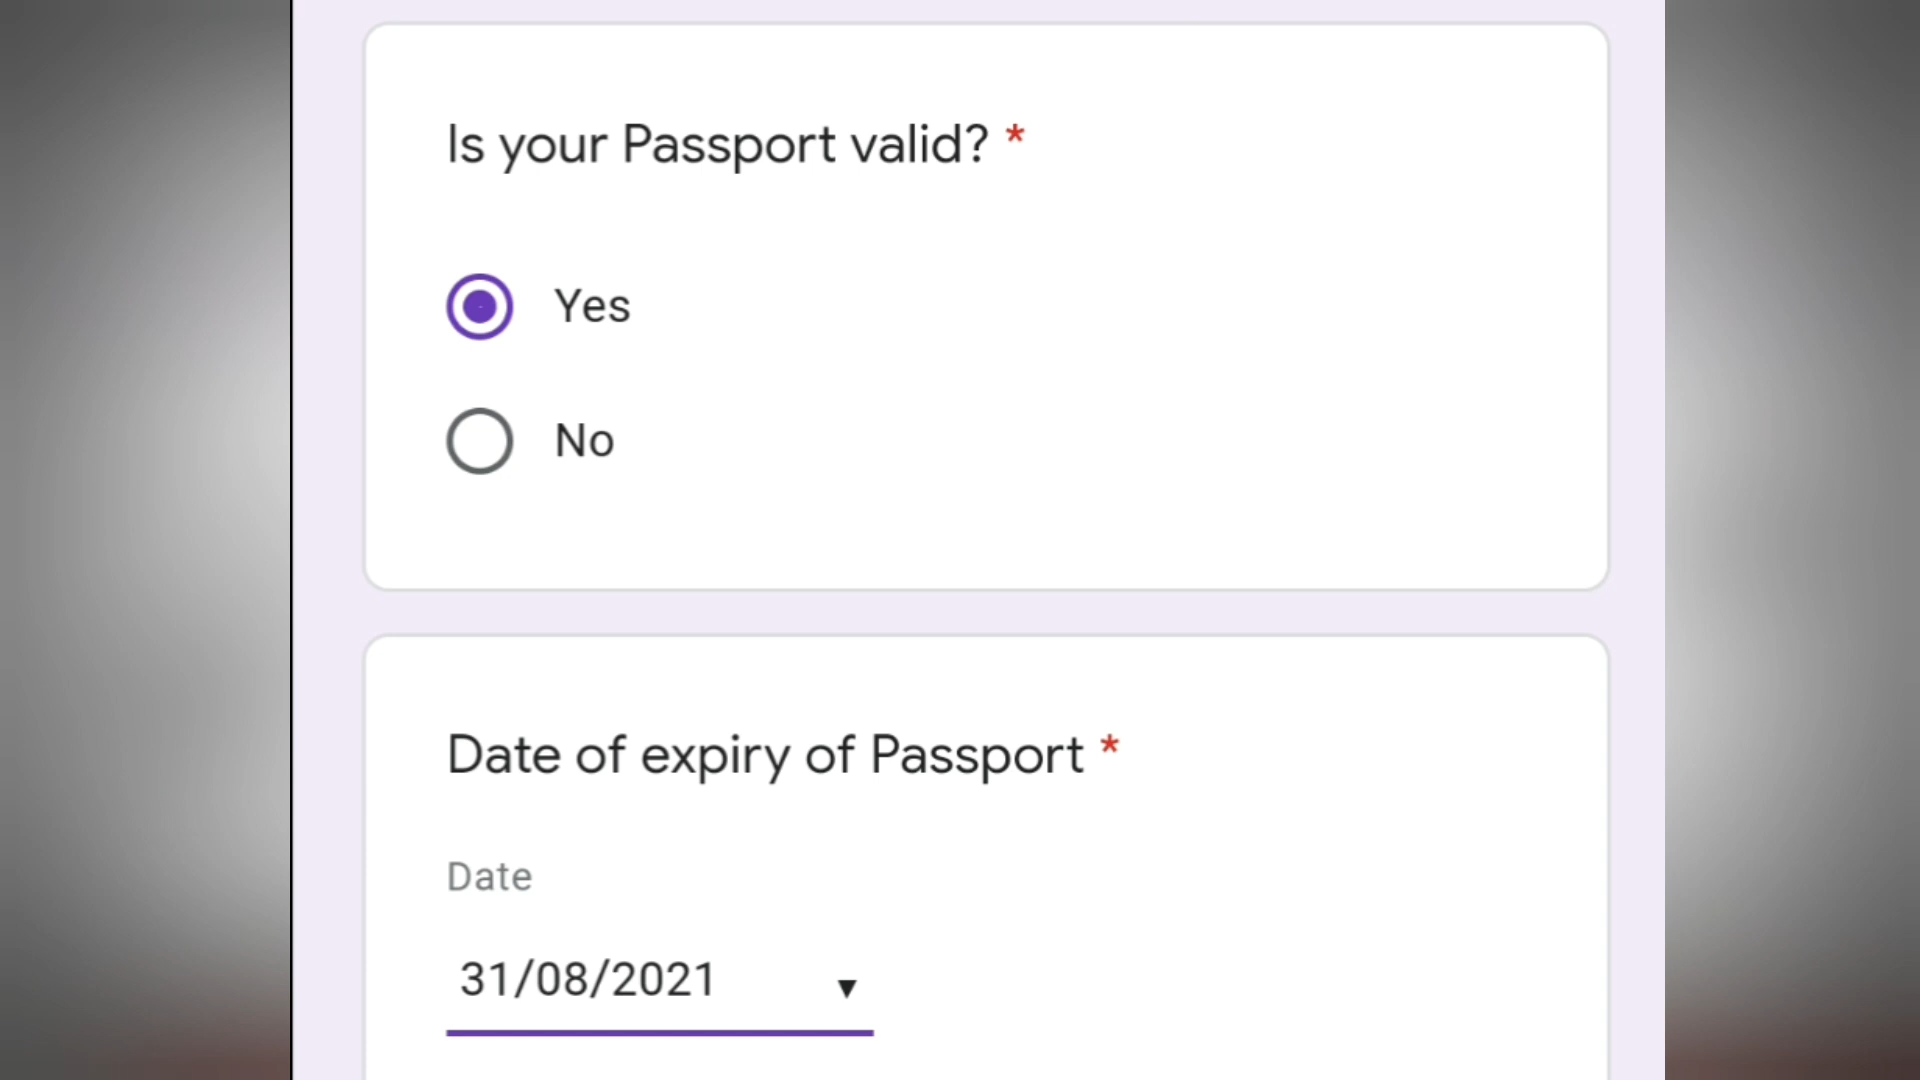 Is your Passport valid? *
Yes
No
Date of expiry of Passport *
Date
31/08/2021